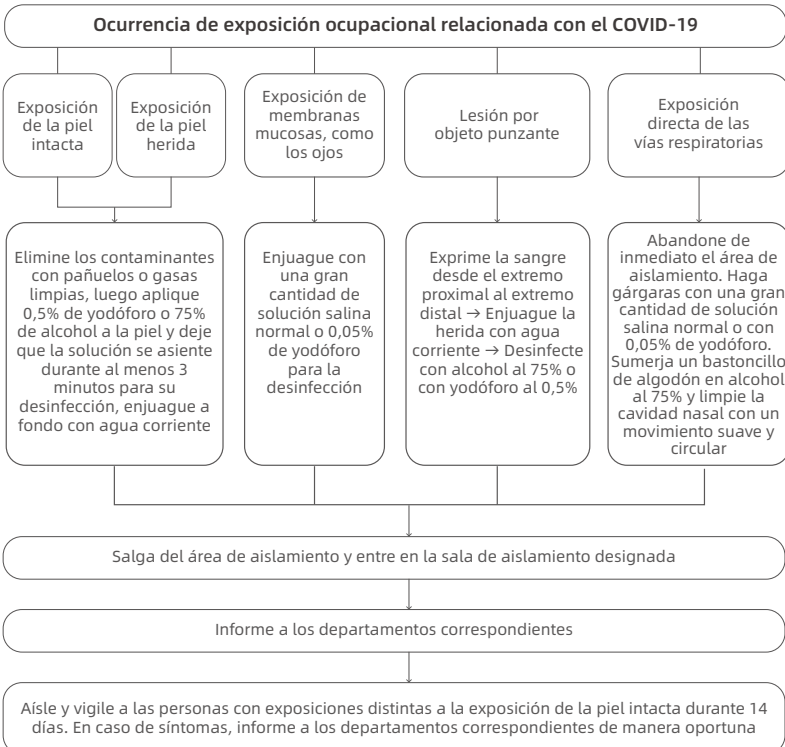 Ocurrencia de exposición ocupacional relacionada con el COVID-19
Exposición
de la piel
intacta
Exposición
de la piel
herida
Exposición de
membranas
mucosas, como
los ojos
Lesión por
objeto punzante
Exposición
directa de las
vías respiratorias
Elimine los contaminantes
con pañuelos o gasas
limpias, luego aplique
0,5% de yodóforo o 75%
de alcohol a la piel y deje
que la solución se asiente
durante al menos 3
minutos para su
desinfección, enjuague a
fondo con agua corriente
Enjuague con
una gran
cantidad de
solución salina
normal o 0,05%
de yodóforo
para la
desinfección
Exprime la sangre
desde el extremo
proximal al extremo
distal → Enjuague la
herida con agua
corriente → Desinfecte
con alcohol al 75% o
con yodóforo al 0,5%
Abandone de
inmediato el área de
aislamiento. Haga
gárgaras con una gran
cantidad de solución
salina normal o con
0,05% de yodóforo.
Sumerja un bastoncillo
de algodón en alcohol
al 75% y limpie la
cavidad nasal con un
movimiento suave y
circular
Salga del área de aislamiento y entre en la sala de aislamiento designada
Informe a los departamentos correspondientes
Aísle y vigile a las personas con exposiciones distintas a la exposición de la piel intacta durante 14
días. En caso de síntomas, informe a los departamentos correspondientes de manera oportuna